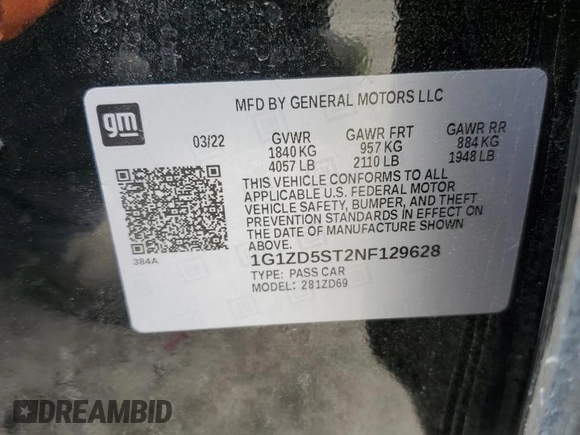 gm
MFD BY GENERAL MOTORS LLC
03/22 GVWR GAWR FRT GAWR RR
1840 KG 957 KG 884 KG
4057 LB 2110 LB 1948 LB
THIS VEHICLE CONFORMS TO ALL
APPLICABLE U.S. FEDERAL MOTOR
VEHICLE SAFETY, BUMPER, AND THEFT
PREVENTION STANDARDS IN EFFECT ON
THE DATE OF MANUFACTURE SHOWN
ABOVE.
384A
1G1ZD5ST2NF129628
TYPE: PASS CAR
MODEL: 281ZD69
DREAMBID